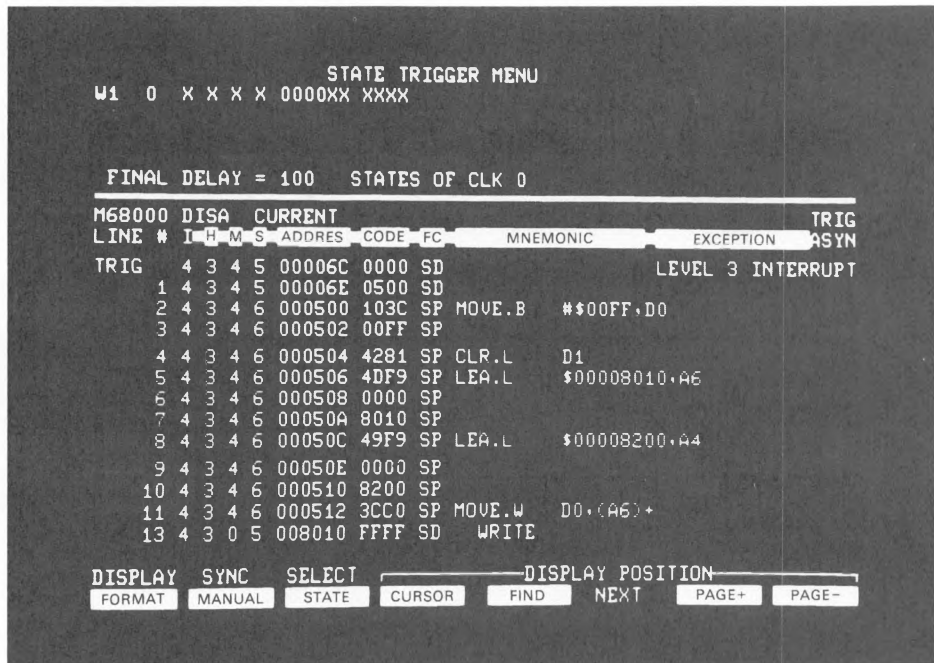 STATE TRIGGER MENU
W1 0 X X X X 0000XX XXXX
FINAL DELAY = 100 STATES OF CLK 0
M68000 DISA CURRENT TRIG
LINE # I H M S ADDRES CODE FC MNEMONIC EXCEPTION ASYN
TRIG 4 3 4 5 00006C 0000 SD LEVEL 3 INTERRUPT
1 4 3 4 5 00006E 0500 SD
2 4 3 4 6 000500 103C SP MOVE.B #$00FF,D0
3 4 3 4 6 000502 00FF SP
4 4 3 4 6 000504 4281 SP CLR.L D1
5 4 3 4 6 000506 4DF9 SP LEA.L $00008010,A6
6 4 3 4 6 000508 0000 SP
7 4 3 4 6 00050A 8010 SP
8 4 3 4 6 00050C 49F9 SP LEA.L $00008200,A4
9 4 3 4 6 00050E 0000 SP
10 4 3 4 6 000510 8200 SP
11 4 3 4 6 000512 3CC0 SP MOVE.W D0,(A6)+
13 4 3 0 5 008010 FFFF SD WRITE
DISPLAY SYNC SELECT DISPLAY POSITION
FORMAT MANUAL STATE CURSOR FIND NEXT PAGE+ PAGE-